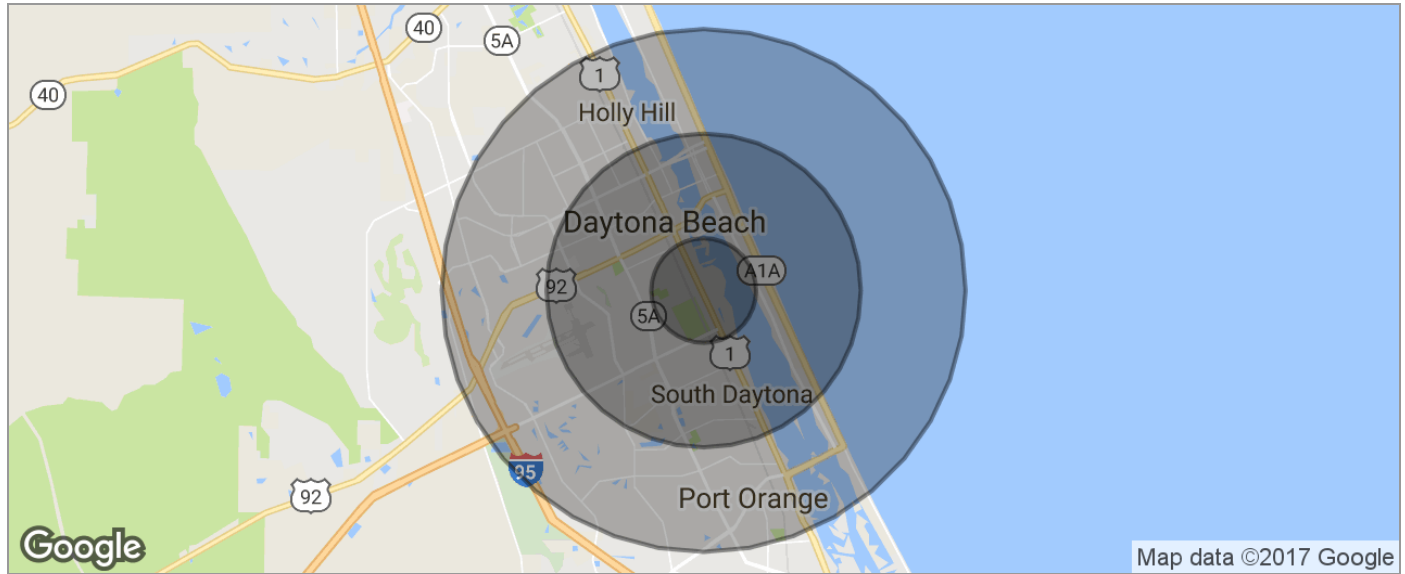 40
5A
1
40
Holly Hill
Daytona Beach
A1A
92
5A
1
South Daytona
95
92
Port Orange
Google
Map data ©2017 Google